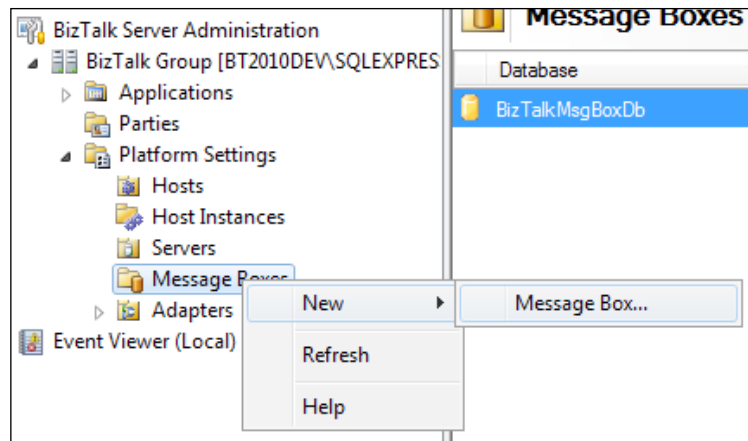 BizTalk Server Administration
BizTalk Group [BT2010DEV\SQLEXPRES
Applications
Parties
Platform Settings
Hosts
Host Instances
Servers
Message Boxes
Adapters
Event Viewer (Local)
New
Refresh
Help
Message Box...
Message Boxes
Database
BizTalkMsgBoxDb